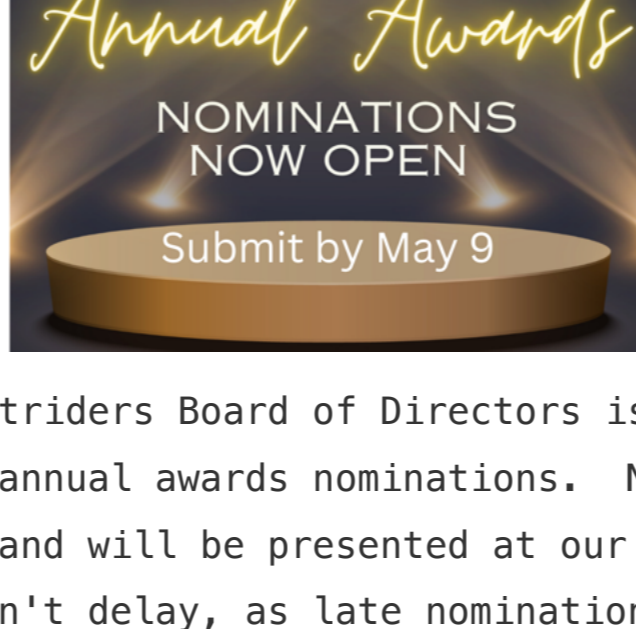 Annual Awards
NOMINATIONS
NOW OPEN
Submit by May 9
triders Board of Directors is
annual awards nominations.
and will be presented at our
n't delay, as late nomination